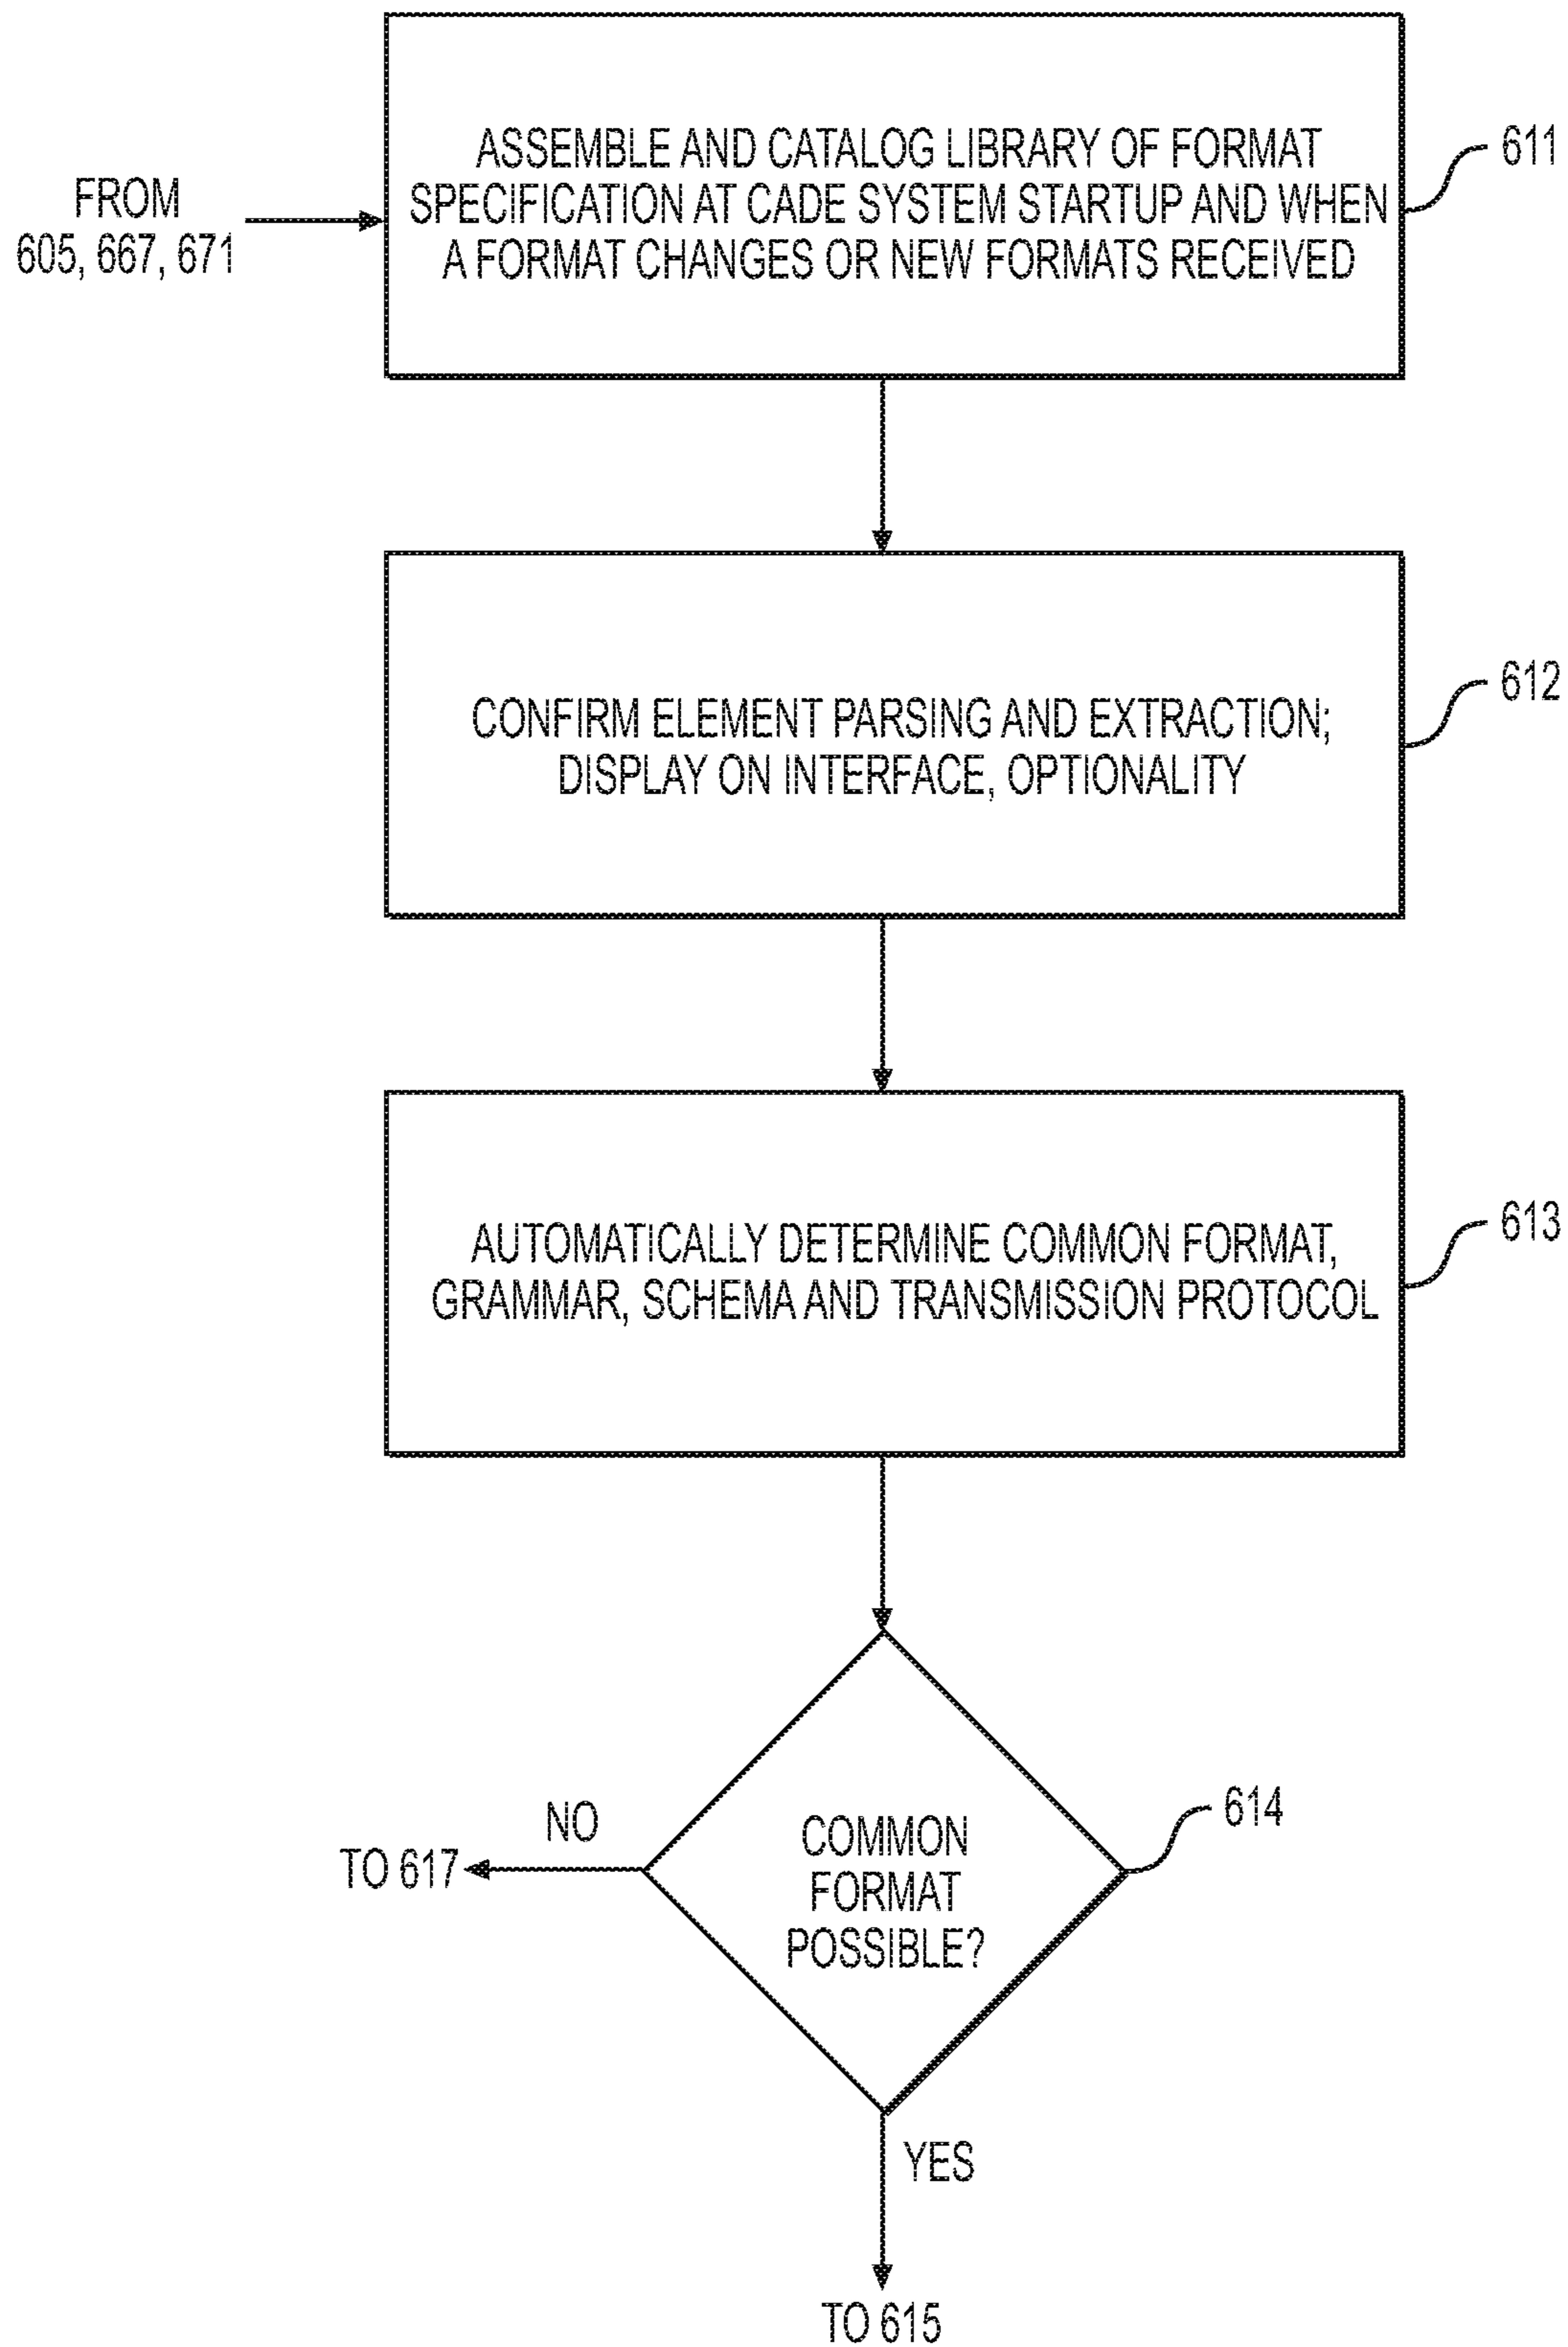 ASSEMBLE AND CATALOG LIBRARY OF FORMAT
SPECIFICATION AT CADE SYSTEM STARTUP AND WHEN
A FORMAT CHANGES OR NEW FORMATS RECEIVED
611
FROM
605, 667, 671
CONFIRM ELEMENT PARSING AND EXTRACTION;
DISPLAY ON INTERFACE, OPTIONALITY
612
AUTOMATICALLY DETERMINE COMMON FORMAT,
GRAMMAR, SCHEMA AND TRANSMISSION PROTOCOL
613
COMMON
FORMAT
POSSIBLE?
614
NO
TO 617
YES
TO 615